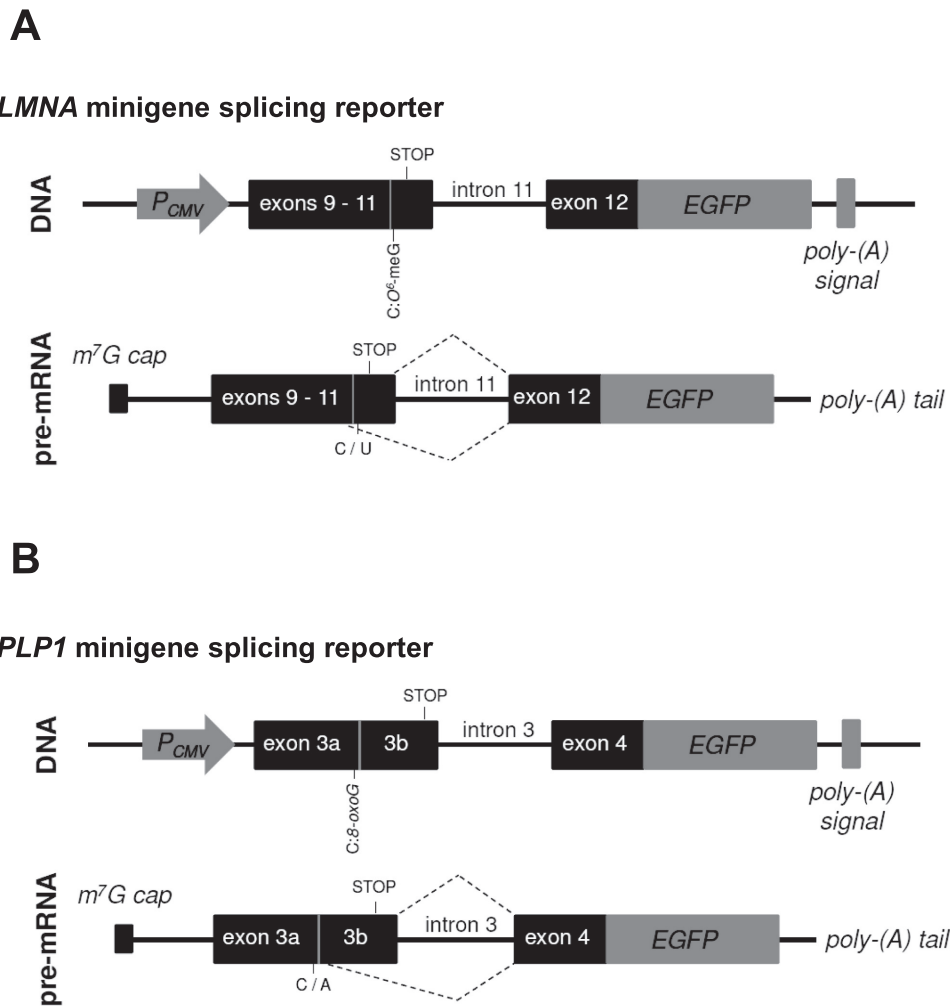 A
LMNA minigene splicing reporter
STOP
DNA
P_CMV
exons 9 - 11
intron 11
exon 12
EGFP
C:O⁶-meG
poly-(A)
signal
pre-mRNA
m⁷G cap
STOP
exons 9 - 11
intron 11
exon 12
EGFP
poly-(A) tail
C / U
B
PLP1 minigene splicing reporter
STOP
DNA
P_CMV
exon 3a
3b
intron 3
exon 4
EGFP
C:8-oxoG
poly-(A)
signal
pre-mRNA
m⁷G cap
STOP
exon 3a
3b
intron 3
exon 4
EGFP
poly-(A) tail
C / A